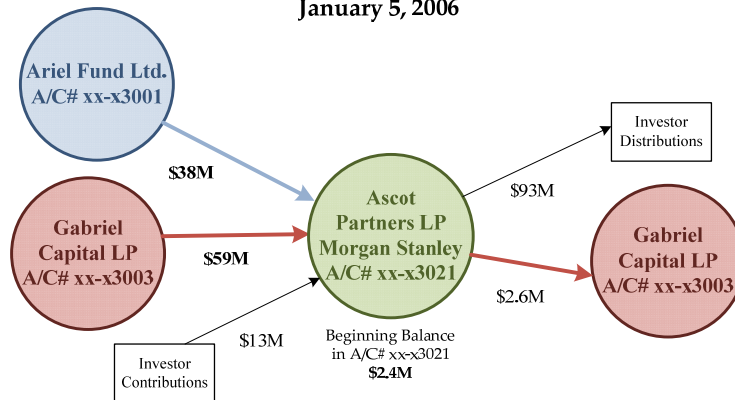 January 5, 2006
Ariel Fund Ltd.
A/C# xx-x3001
$38M
Gabriel
Capital LP
A/C# xx-x3003
$59M
Investor
Contributions
$13M
Ascot
Partners LP
Morgan Stanley
A/C# xx-x3021
Beginning Balance
in A/C# xx-x3021
$2.4M
$93M
Investor
Distributions
$2.6M
Gabriel
Capital LP
A/C# xx-x3003